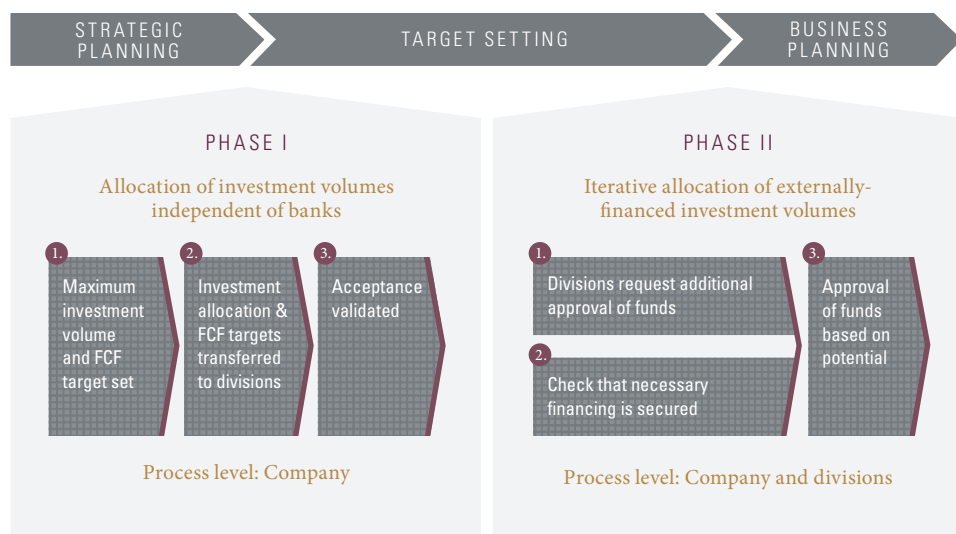 STRATEGIC
PLANNING
TARGET SETTING
BUSINESS
PLANNING
PHASE I
Allocation of investment volumes
independent of banks
1.
Maximum
investment
volume
and FCF
target set
2.
Investment
allocation &
FCF targets
transferred
to divisions
3.
Acceptance
validated
Process level: Company
PHASE II
Iterative allocation of externally-
financed investment volumes
1.
Divisions request additional
approval of funds
2.
Check that necessary
financing is secured
3.
Approval
of funds
based on
potential
Process level: Company and divisions